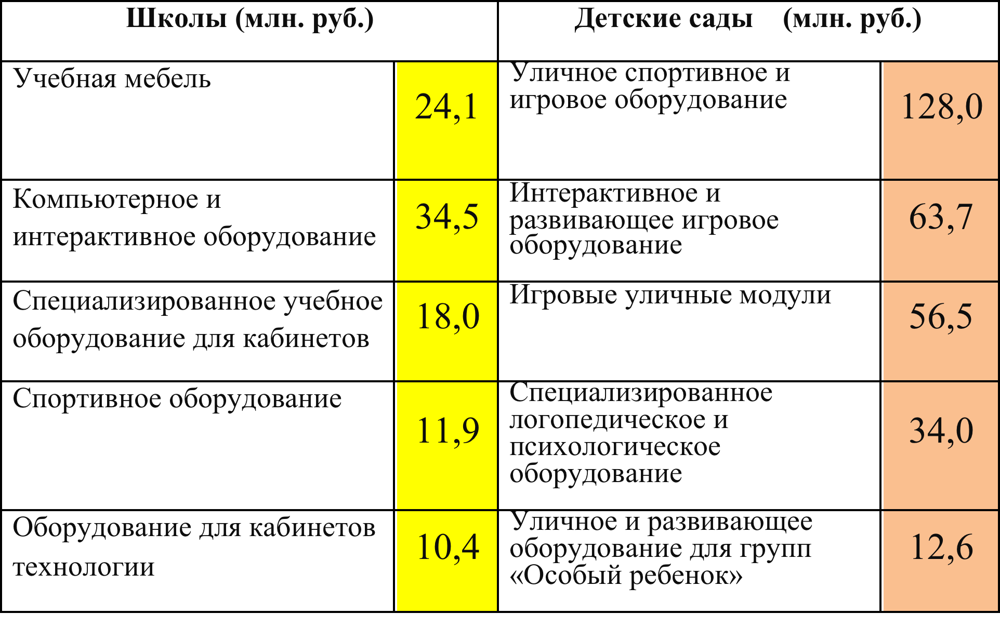 Школы (млн. руб.)
Детские сады (млн. руб.)
Учебная мебель
24,1
Уличное спортивное и
игровое оборудование
128,0
Компьютерное и
интерактивное оборудование
34,5
Интерактивное и
развивающее игровое
оборудование
63,7
Специализированное учебное
оборудование для кабинетов
18,0
Игровые уличные модули
56,5
Спортивное оборудование
11,9
Специализированное
логопедическое и
психологическое
оборудование
34,0
Оборудование для кабинетов
технологии
10,4
Уличное и развивающее
оборудование для групп
«Особый ребенок»
12,6